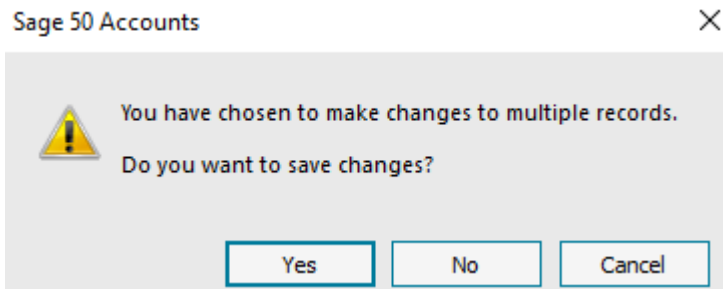 Sage 50 Accounts
You have chosen to make changes to multiple records.
Do you want to save changes?
Yes No Cancel